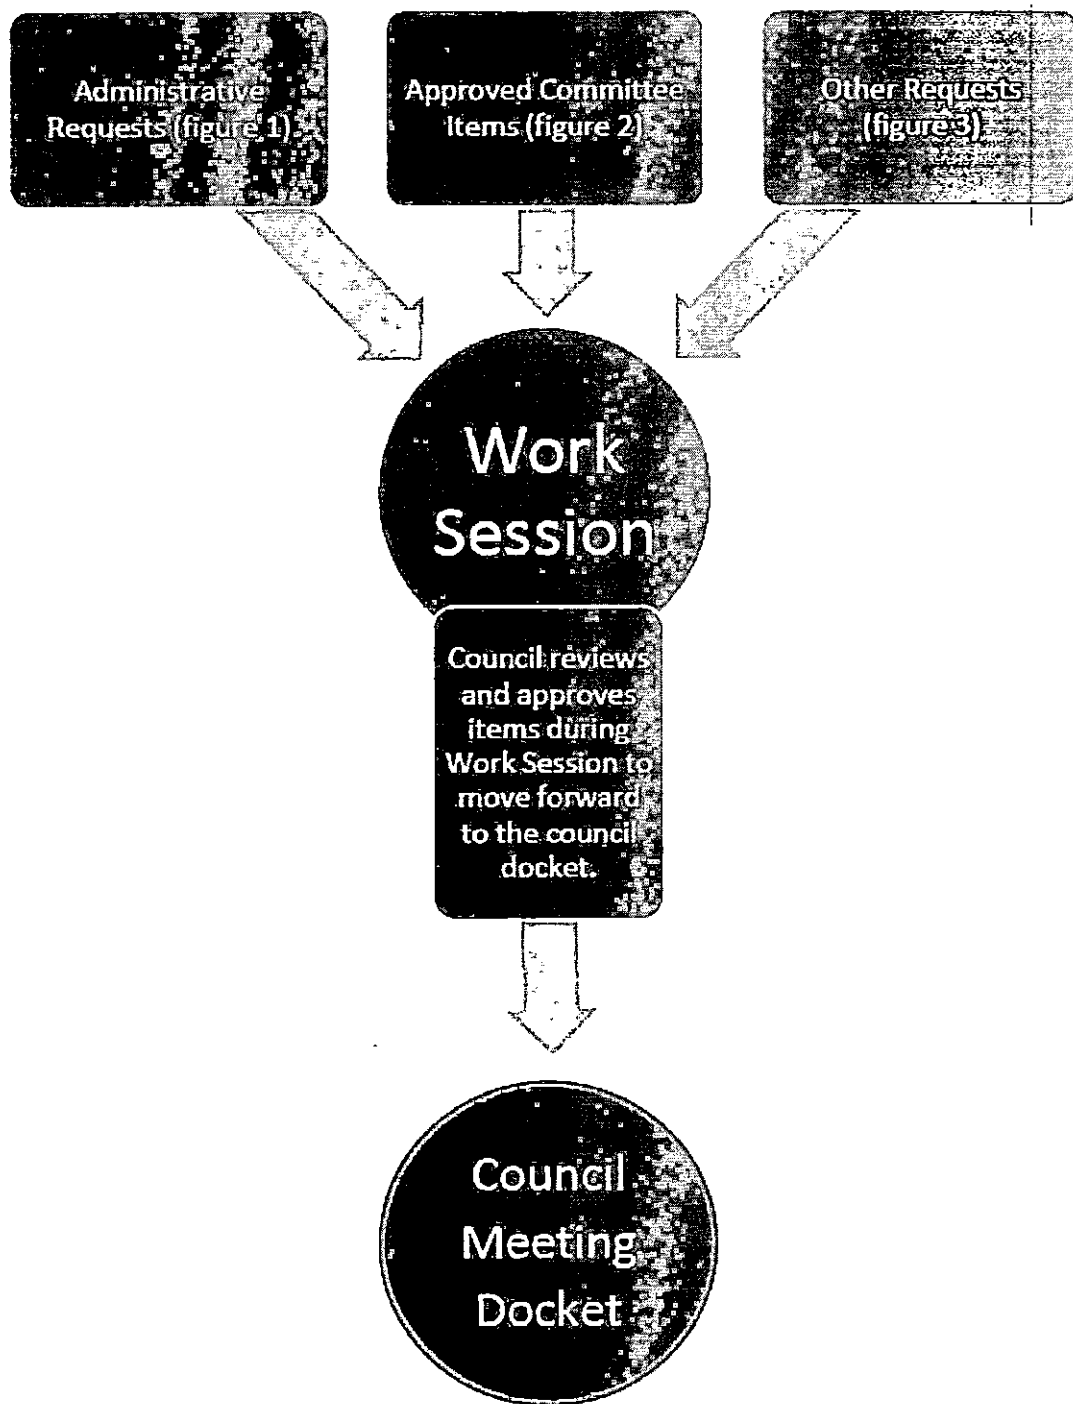 Administrative
Requests (figure 1)
Approved Committee
Items (figure 2)
Other Requests
(figure 3)
Work
Session
Council reviews
and approves
items during
Work Session to
move forward
to the council
docket.
Council
Meeting
Docket